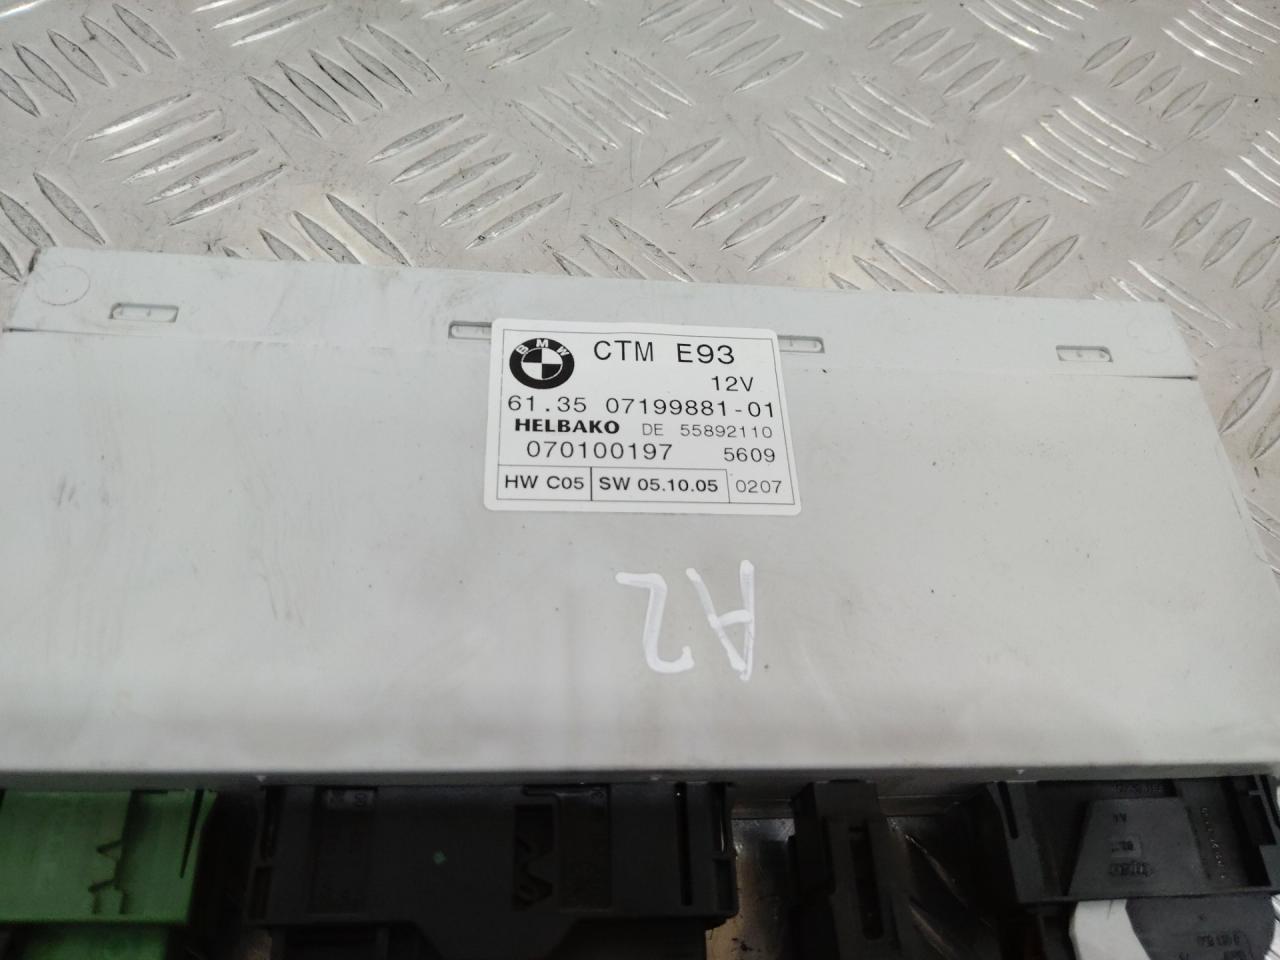 BMW
CTM E93
12V
61.35 07199881-01
HELBAKO DE 55892110
070100197 5609
HW C05 SW 05.10.05 0207
A2